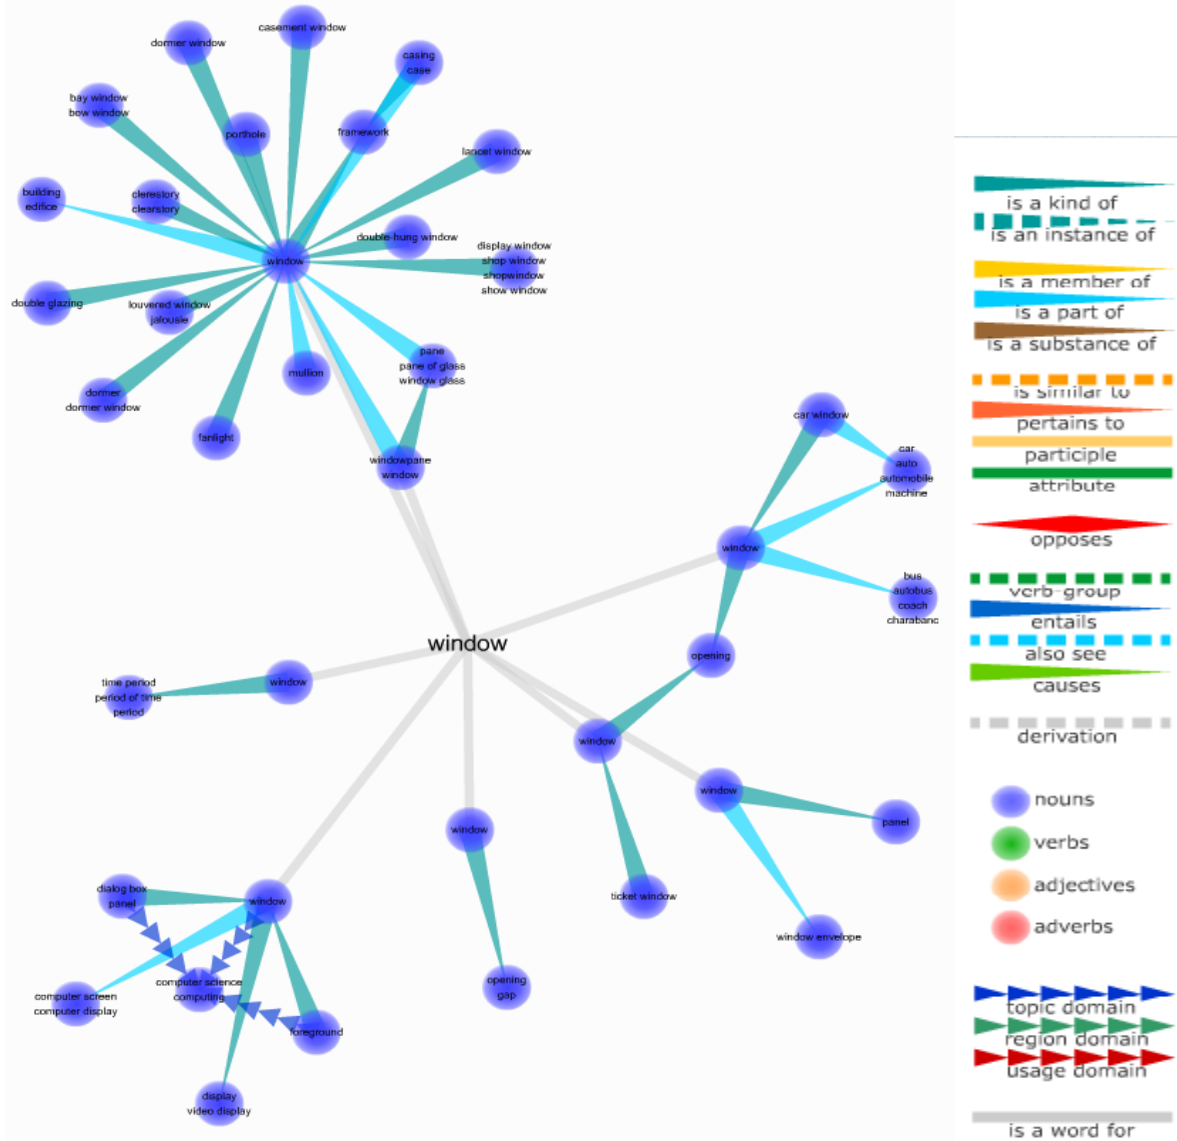 casement window
dormer window
casing
case
bay window
bow window
porthole
framework
lancet window
building
edifice
clerestory
clearstory
double-hung window
display window
shop window
shopwindow
show window
window
double glazing
louvered window
jalousie
pane
pane of glass
window glass
mullion
dormer
dormer window
fanlight
windowpane
window
car window
car
auto
automobile
machine
window
bus
autobus
coach
charabanc
window
opening
time period
period of time
period
window
window
window
panel
window
ticket window
window envelope
dialog box
panel
window
computer science
computing
computer screen
computer display
opening
gap
foreground
display
video display
is a kind of
is an instance of
is a member of
is a part of
is a substance of
is similar to
pertains to
participle
attribute
opposes
verb-group
entails
also see
causes
derivation
nouns
verbs
adjectives
adverbs
topic domain
region domain
usage domain
is a word for